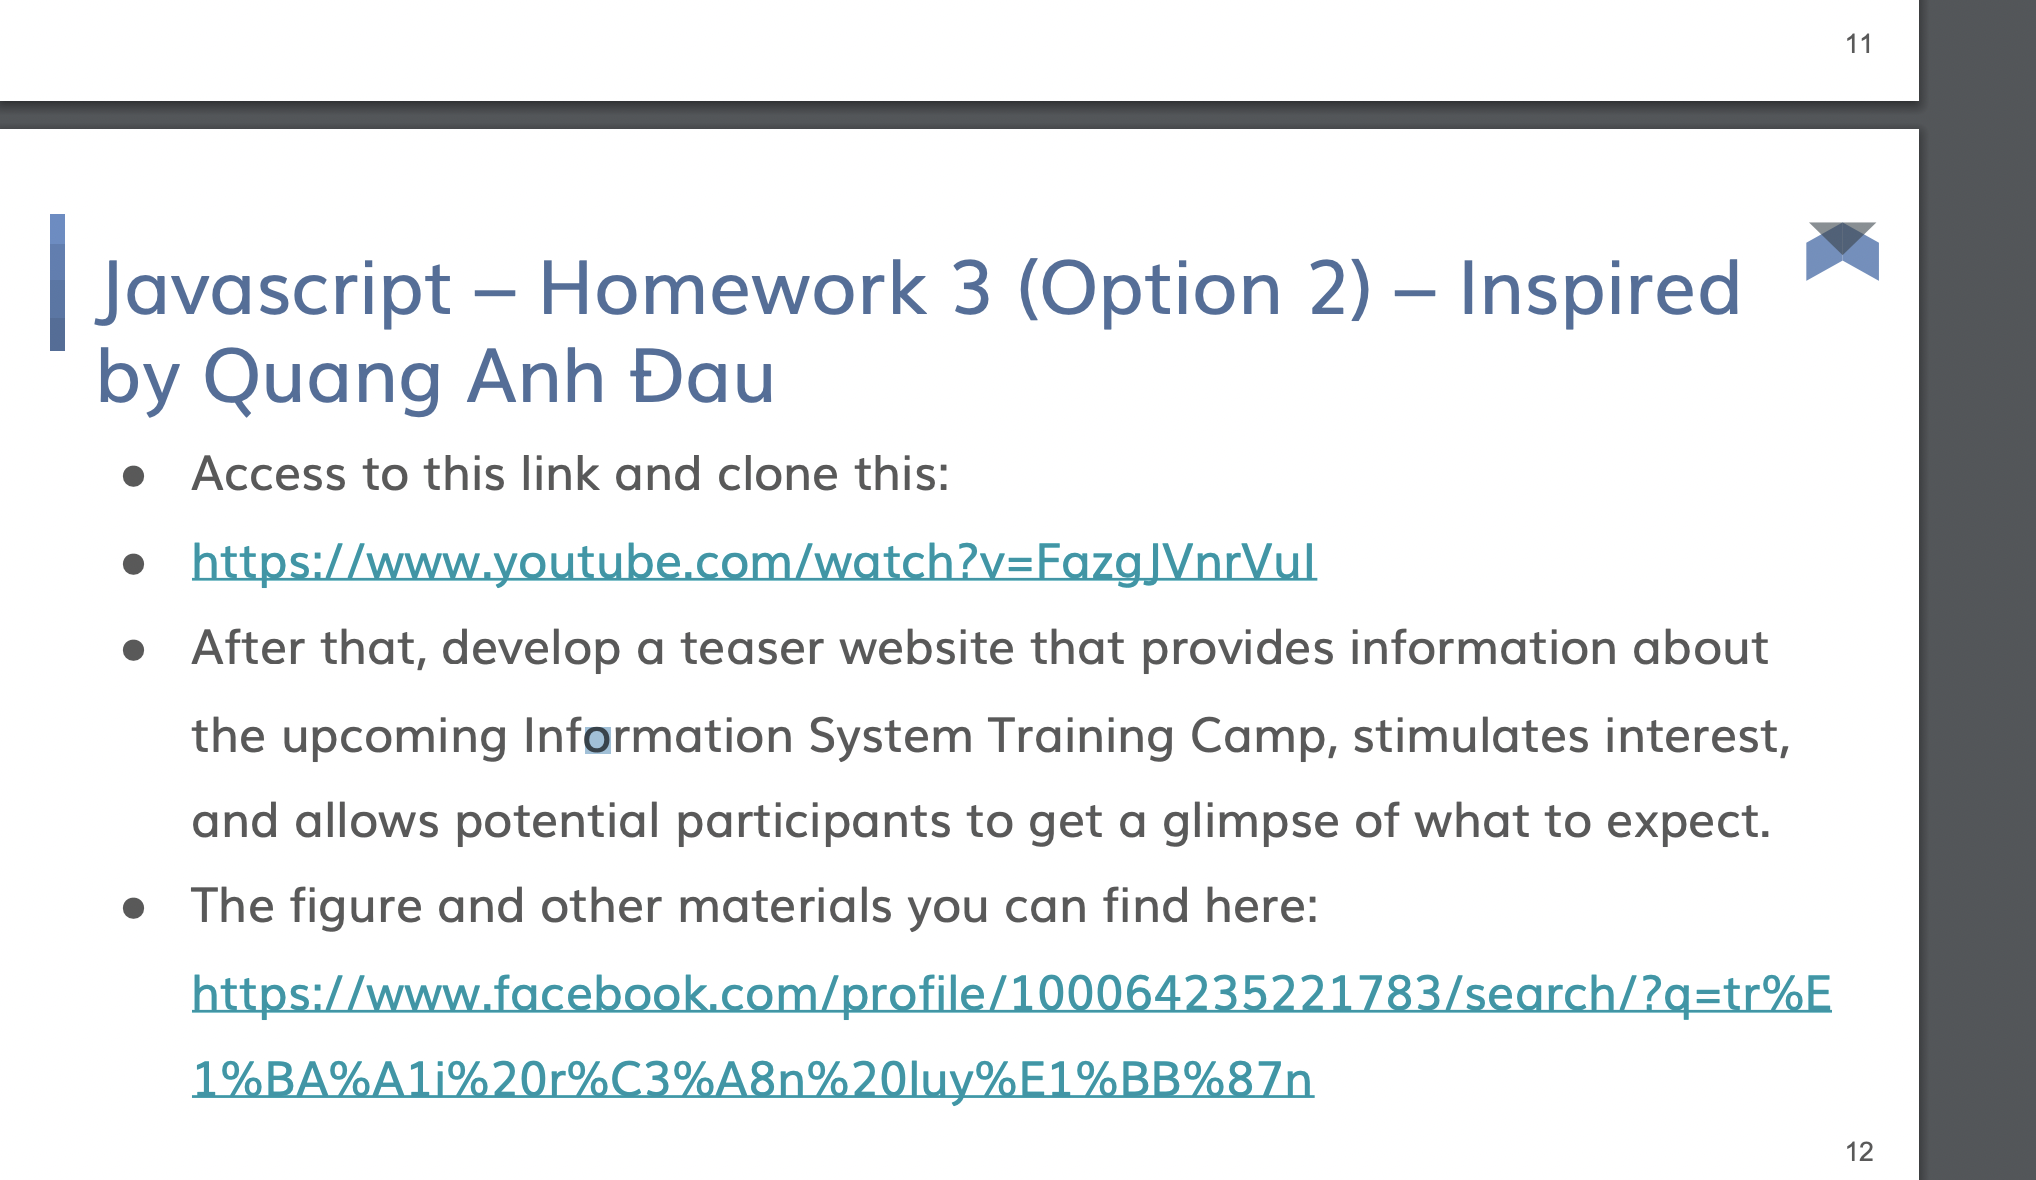 11
Javascript – Homework 3 (Option 2) – Inspired
by Quang Anh Đau
● Access to this link and clone this:
● https://www.youtube.com/watch?v=FazgJVnrVuI
● After that, develop a teaser website that provides information about
the upcoming Information System Training Camp, stimulates interest,
and allows potential participants to get a glimpse of what to expect.
● The figure and other materials you can find here:
https://www.facebook.com/profile/100064235221783/search/?q=tr%E
1%BA%A1i%20r%C3%A8n%20luy%E1%BB%87n
12